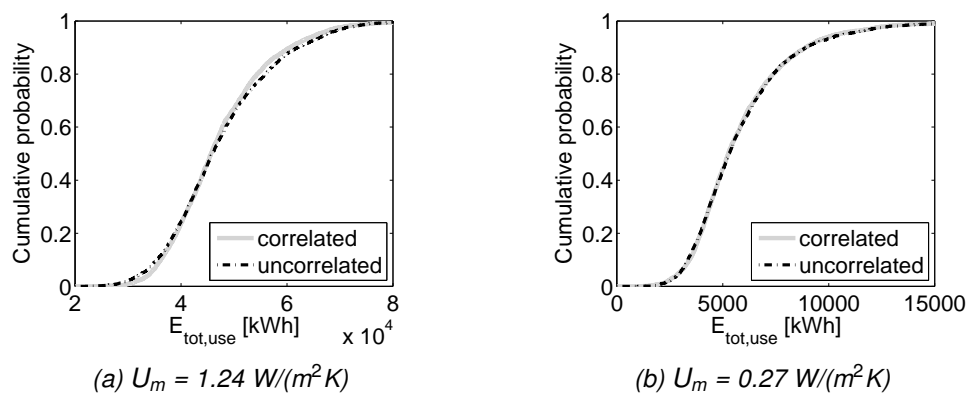 Cumulative probability
1
0.8
0.6
0.4
0.2
0
correlated
uncorrelated
2 4 6 8
E_tot,use [kWh] x 10^4
(a) U_m = 1.24 W/(m²K)
Cumulative probability
1
0.8
0.6
0.4
0.2
0
correlated
uncorrelated
0 5000 10000 15000
E_tot,use [kWh]
(b) U_m = 0.27 W/(m²K)